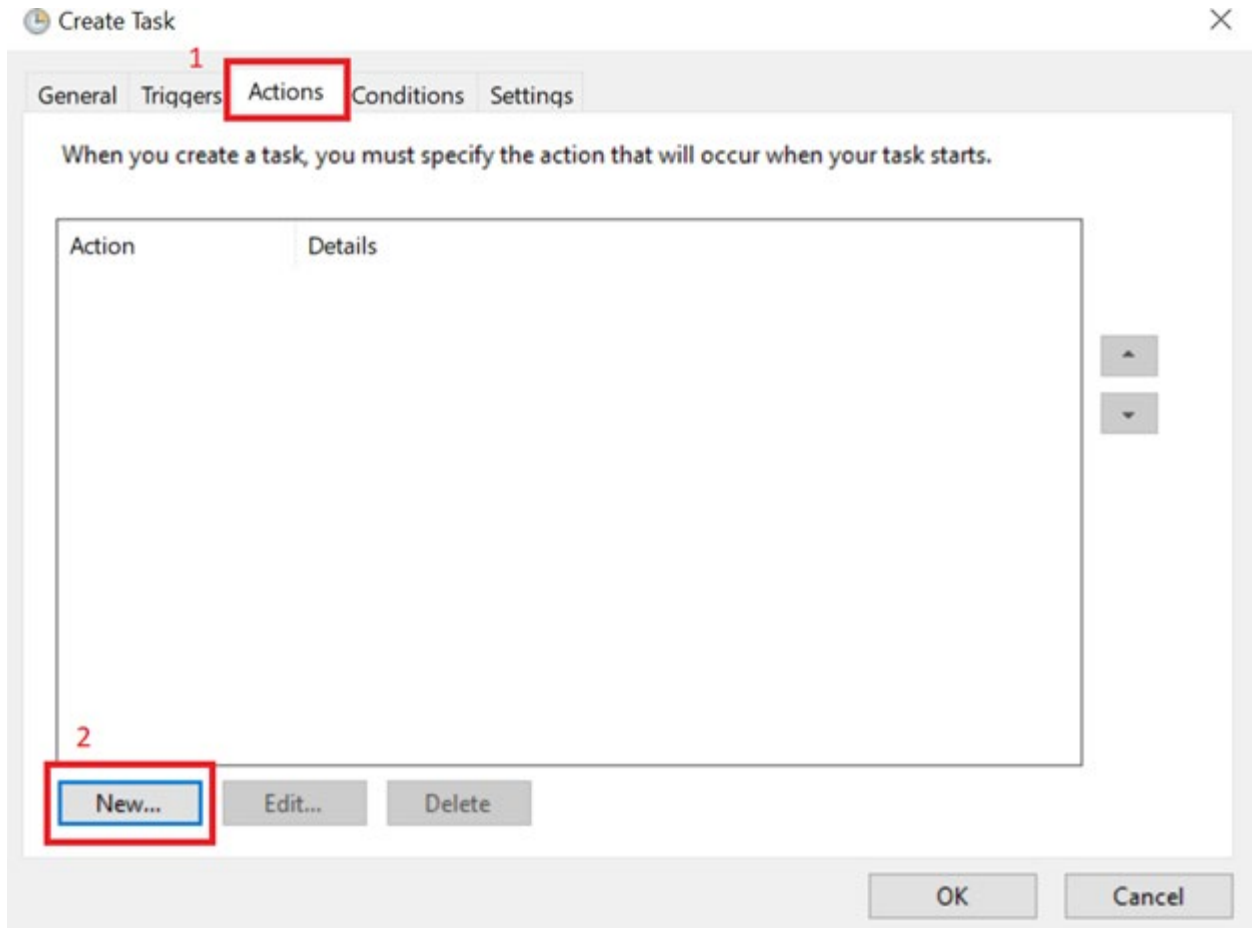 Create Task
1
General Triggers Actions Conditions Settings
When you create a task, you must specify the action that will occur when your task starts.
Action Details
2
New... Edit... Delete
OK Cancel